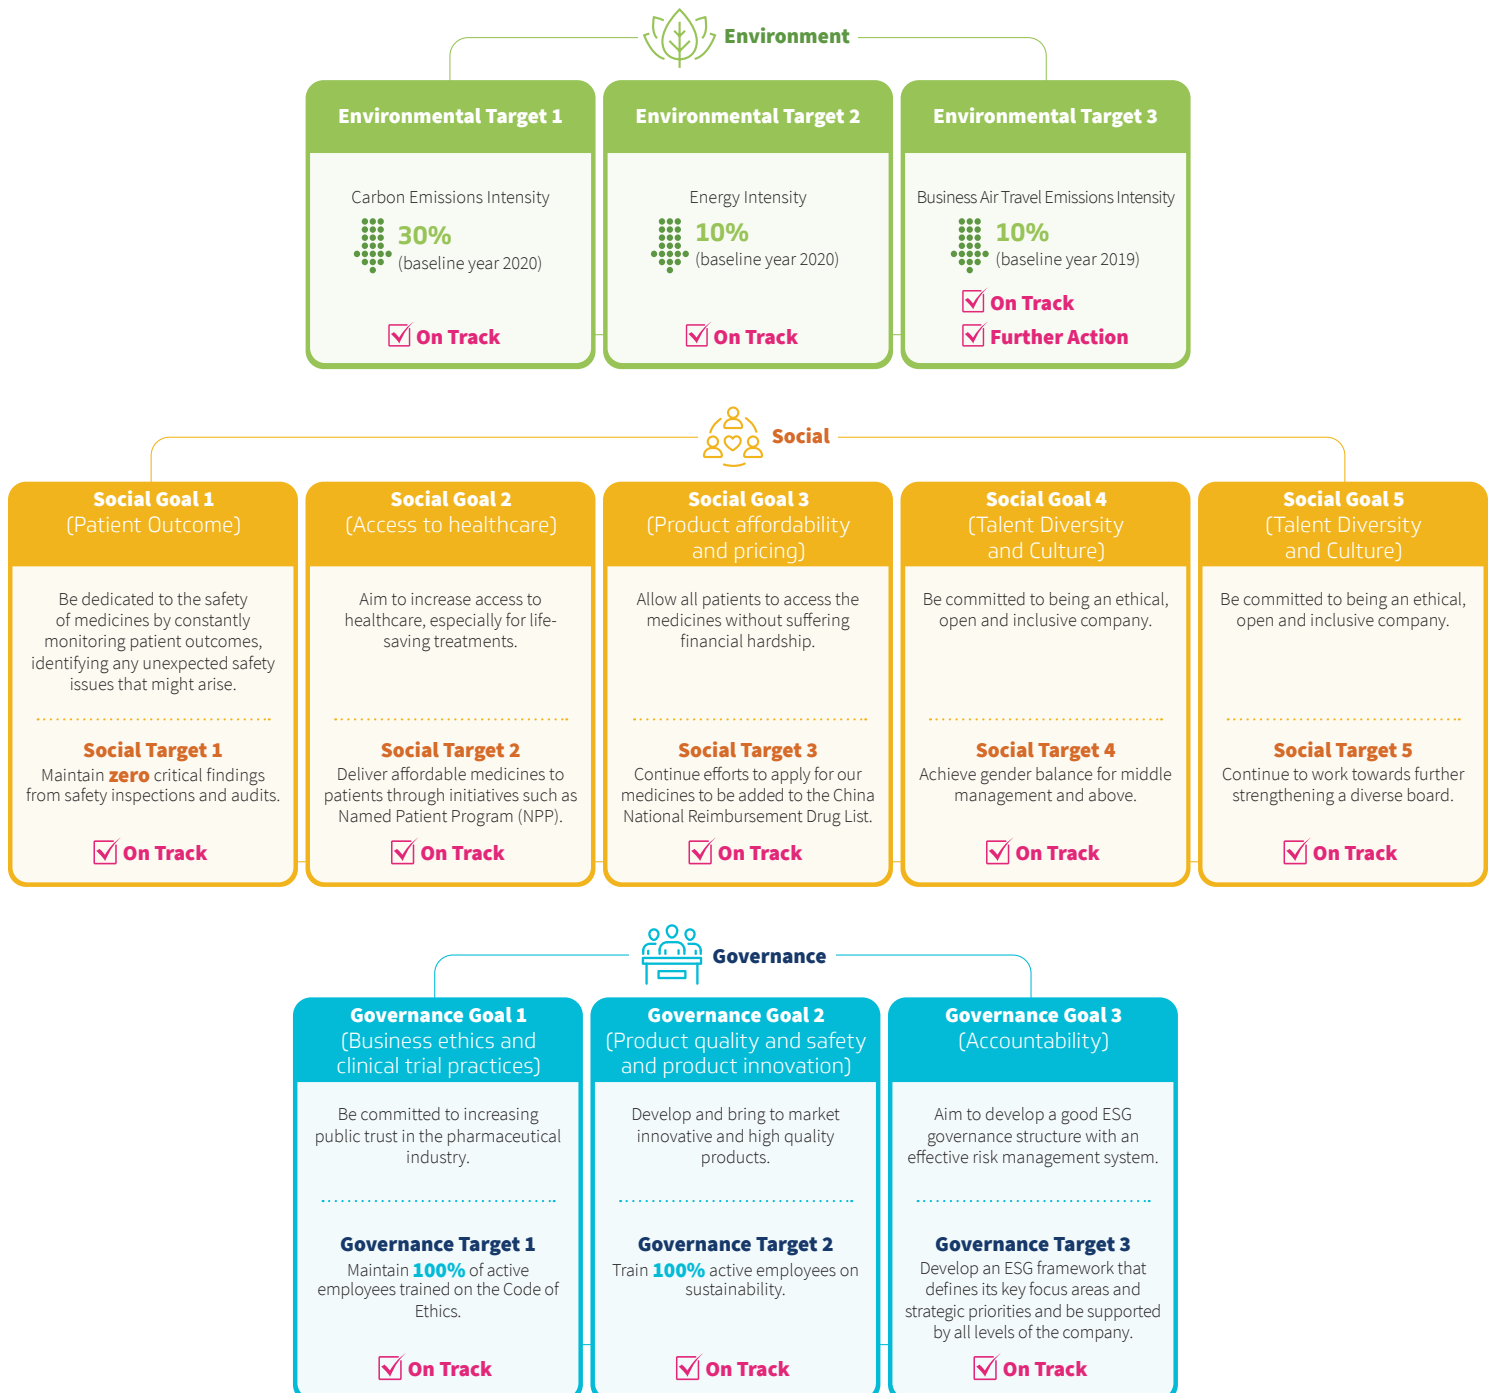 Environment
Environmental Target 1
Carbon Emissions Intensity
30%
(baseline year 2020)
On Track
Environmental Target 2
Energy Intensity
10%
(baseline year 2020)
On Track
Environmental Target 3
Business Air Travel Emissions Intensity
10%
(baseline year 2019)
On Track
Further Action
Social
Social Goal 1
(Patient Outcome)
Be dedicated to the safety
of medicines by constantly
monitoring patient outcomes,
identifying any unexpected safety
issues that might arise.
Social Target 1
Maintain zero critical findings
from safety inspections and audits.
On Track
Social Goal 2
(Access to healthcare)
Aim to increase access to
healthcare, especially for life-
saving treatments.
Social Target 2
Deliver affordable medicines to
patients through initiatives such as
Named Patient Program (NPP).
On Track
Social Goal 3
(Product affordability
and pricing)
Allow all patients to access the
medicines without suffering
financial hardship.
Social Target 3
Continue efforts to apply for our
medicines to be added to the China
National Reimbursement Drug List.
On Track
Social Goal 4
(Talent Diversity
and Culture)
Be committed to being an ethical,
open and inclusive company.
Social Target 4
Achieve gender balance for middle
management and above.
On Track
Social Goal 5
(Talent Diversity
and Culture)
Be committed to being an ethical,
open and inclusive company.
Social Target 5
Continue to work towards further
strengthening a diverse board.
On Track
Governance
Governance Goal 1
(Business ethics and
clinical trial practices)
Be committed to increasing
public trust in the pharmaceutical
industry.
Governance Target 1
Maintain 100% of active
employees trained on the Code of
Ethics.
On Track
Governance Goal 2
(Product quality and safety
and product innovation)
Develop and bring to market
innovative and high quality
products.
Governance Target 2
Train 100% active employees on
sustainability.
On Track
Governance Goal 3
(Accountability)
Aim to develop a good ESG
governance structure with an
effective risk management system.
Governance Target 3
Develop an ESG framework that
defines its key focus areas and
strategic priorities and be supported
by all levels of the company.
On Track